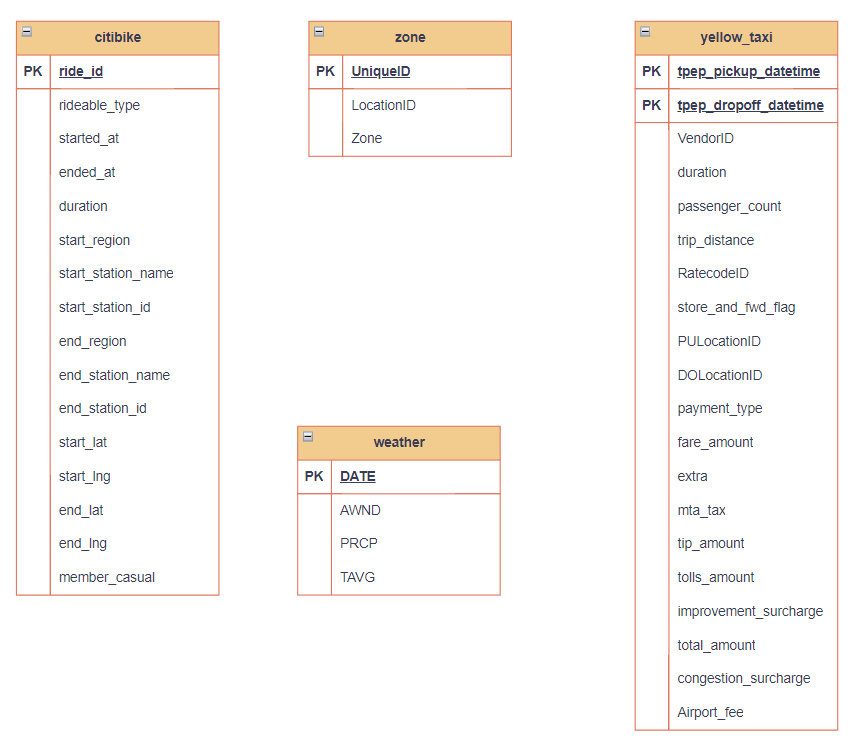 citibike
PK ride_id
rideable_type
started_at
ended_at
duration
start_region
start_station_name
start_station_id
end_region
end_station_name
end_station_id
start_lat
start_lng
end_lat
end_lng
member_casual
zone
PK UniqueID
LocationID
Zone
weather
PK DATE
AWND
PRCP
TAVG
yellow_taxi
PK tpep_pickup_datetime
PK tpep_dropoff_datetime
VendorID
duration
passenger_count
trip_distance
RatecodeID
store_and_fwd_flag
PULocationID
DOLocationID
payment_type
fare_amount
extra
mta_tax
tip_amount
tolls_amount
improvement_surcharge
total_amount
congestion_surcharge
Airport_fee